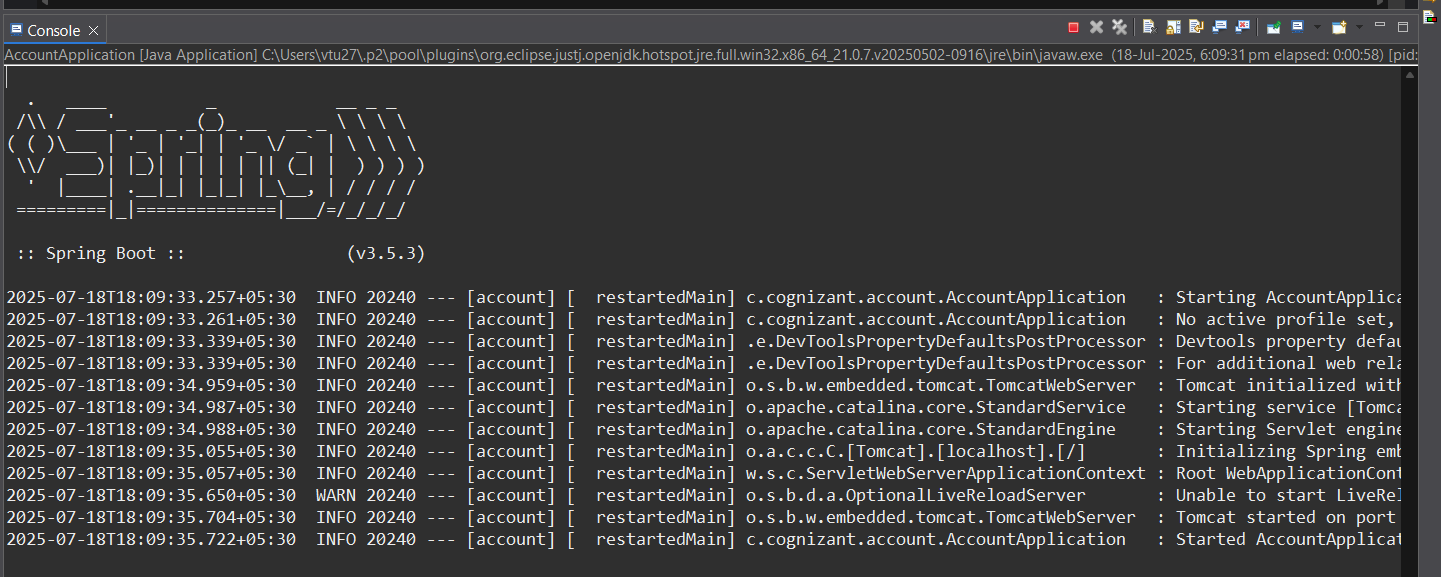 Console
AccountApplication [Java Application] C:\Users\vtu27\.p2\pool\plugins\org.eclipse.justj.openjdk.hotspot.jre.full.win32.x86_64_21.0.7.v20250502-0916\jre\bin\javaw.exe (18-Jul-2025, 6:09:31 pm elapsed: 0:00:58) [pid:
  .   ____          _            __ _ _
 /\\ / ___'_ __ _ _(_)_ __  __ _ \ \ \ \
( ( )\___ | '_ | '_| | '_ \/ _` | \ \ \ \
 \\/  ___)| |_)| | | | | || (_| |  ) ) ) )
  '  |____| .__|_| |_|_| |_\__, | / / / /
 =========|_|==============|___/=/_/_/_/
 :: Spring Boot ::                (v3.5.3)
2025-07-18T18:09:33.257+05:30  INFO 20240 --- [account] [  restartedMain] c.cognizant.account.AccountApplication   : Starting AccountApplica
2025-07-18T18:09:33.261+05:30  INFO 20240 --- [account] [  restartedMain] c.cognizant.account.AccountApplication   : No active profile set,
2025-07-18T18:09:33.339+05:30  INFO 20240 --- [account] [  restartedMain] .e.DevToolsPropertyDefaultsPostProcessor : Devtools property defau
2025-07-18T18:09:33.339+05:30  INFO 20240 --- [account] [  restartedMain] .e.DevToolsPropertyDefaultsPostProcessor : For additional web rela
2025-07-18T18:09:34.959+05:30  INFO 20240 --- [account] [  restartedMain] o.s.b.w.embedded.tomcat.TomcatWebServer  : Tomcat initialized with
2025-07-18T18:09:34.987+05:30  INFO 20240 --- [account] [  restartedMain] o.apache.catalina.core.StandardService   : Starting service [Tomca
2025-07-18T18:09:34.988+05:30  INFO 20240 --- [account] [  restartedMain] o.apache.catalina.core.StandardEngine    : Starting Servlet engine
2025-07-18T18:09:35.055+05:30  INFO 20240 --- [account] [  restartedMain] o.a.c.c.C.[Tomcat].[localhost].[/]       : Initializing Spring emb
2025-07-18T18:09:35.057+05:30  INFO 20240 --- [account] [  restartedMain] w.s.c.ServletWebServerApplicationContext : Root WebApplicationCont
2025-07-18T18:09:35.650+05:30  WARN 20240 --- [account] [  restartedMain] o.s.b.d.a.OptionalLiveReloadServer       : Unable to start LiveRel
2025-07-18T18:09:35.704+05:30  INFO 20240 --- [account] [  restartedMain] o.s.b.w.embedded.tomcat.TomcatWebServer  : Tomcat started on port
2025-07-18T18:09:35.722+05:30  INFO 20240 --- [account] [  restartedMain] c.cognizant.account.AccountApplication   : Started AccountApplicat